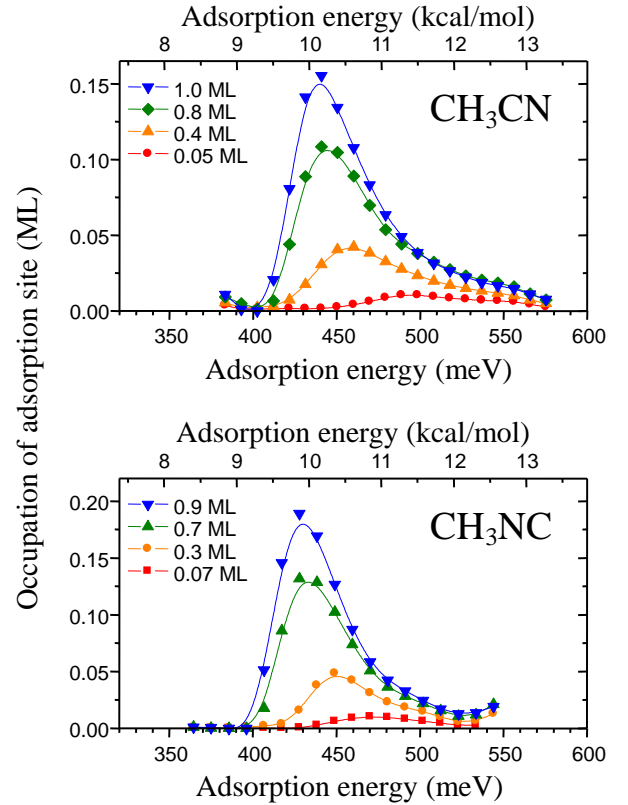 Adsorption energy (kcal/mol)
8 9 10 11 12 13
0.15
0.10
0.05
0.00
1.0 ML
0.8 ML
0.4 ML
0.05 ML
CH₃CN
350 400 450 500 550 600
Adsorption energy (meV)
Occupation of adsorption site (ML)
Adsorption energy (kcal/mol)
8 9 10 11 12 13
0.20
0.15
0.10
0.05
0.00
0.9 ML
0.7 ML
0.3 ML
0.07 ML
CH₃NC
350 400 450 500 550 600
Adsorption energy (meV)